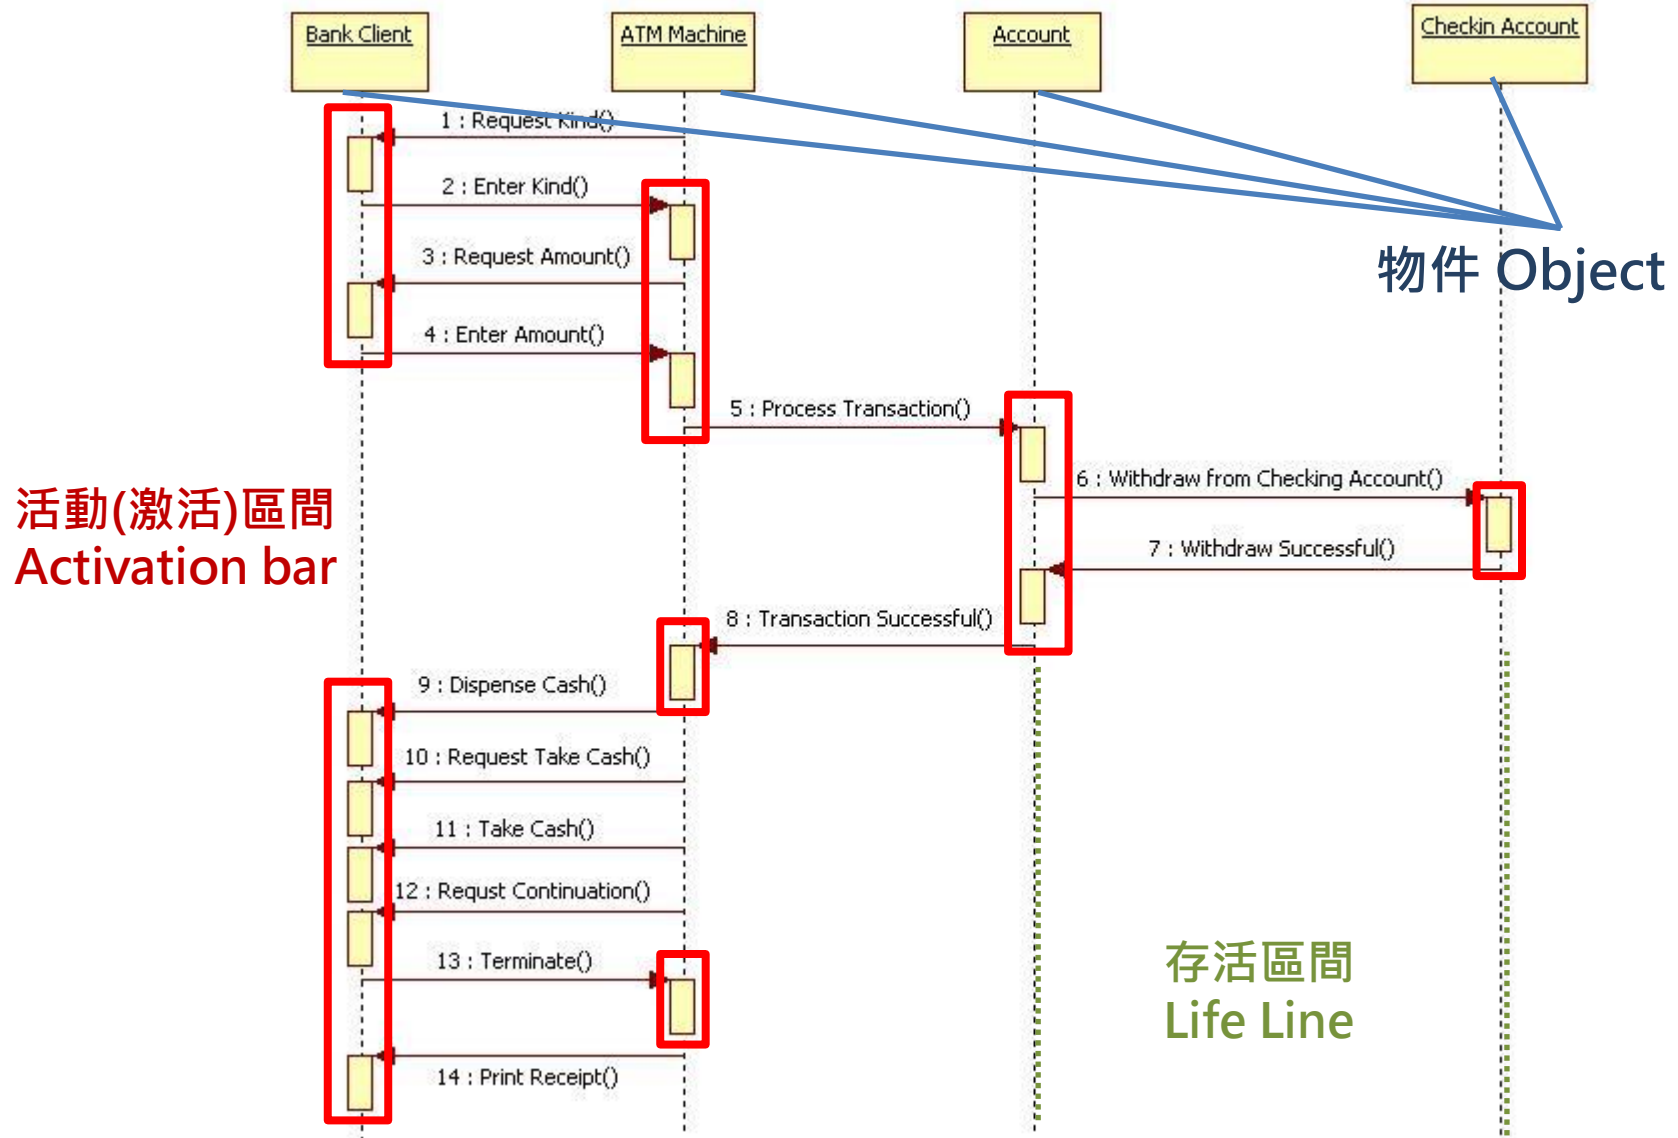 Bank Client
ATM Machine
Account
Checkin Account
1 : Request Kind()
2 : Enter Kind()
3 : Request Amount()
物件 Object
4 : Enter Amount()
5 : Process Transaction()
6 : Withdraw from Checking Account()
活動(激活)區間
Activation bar
7 : Withdraw Successful()
8 : Transaction Successful()
9 : Dispense Cash()
10 : Request Take Cash()
11 : Take Cash()
12 : Requst Continuation()
13 : Terminate()
存活區間
Life Line
14 : Print Receipt()